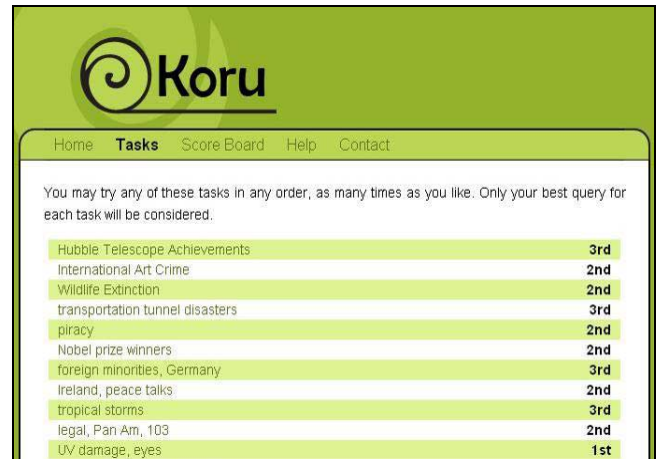 Koru
Home Tasks Score Board Help Contact
You may try any of these tasks in any order, as many times as you like. Only your best query for
each task will be considered.
Hubble Telescope Achievements 3rd
International Art Crime 2nd
Wildlife Extinction 2nd
transportation tunnel disasters 3rd
piracy 2nd
Nobel prize winners 2nd
foreign minorities, Germany 3rd
Ireland, peace talks 2nd
tropical storms 3rd
legal, Pan Am, 103 2nd
UV damage, eyes 1st